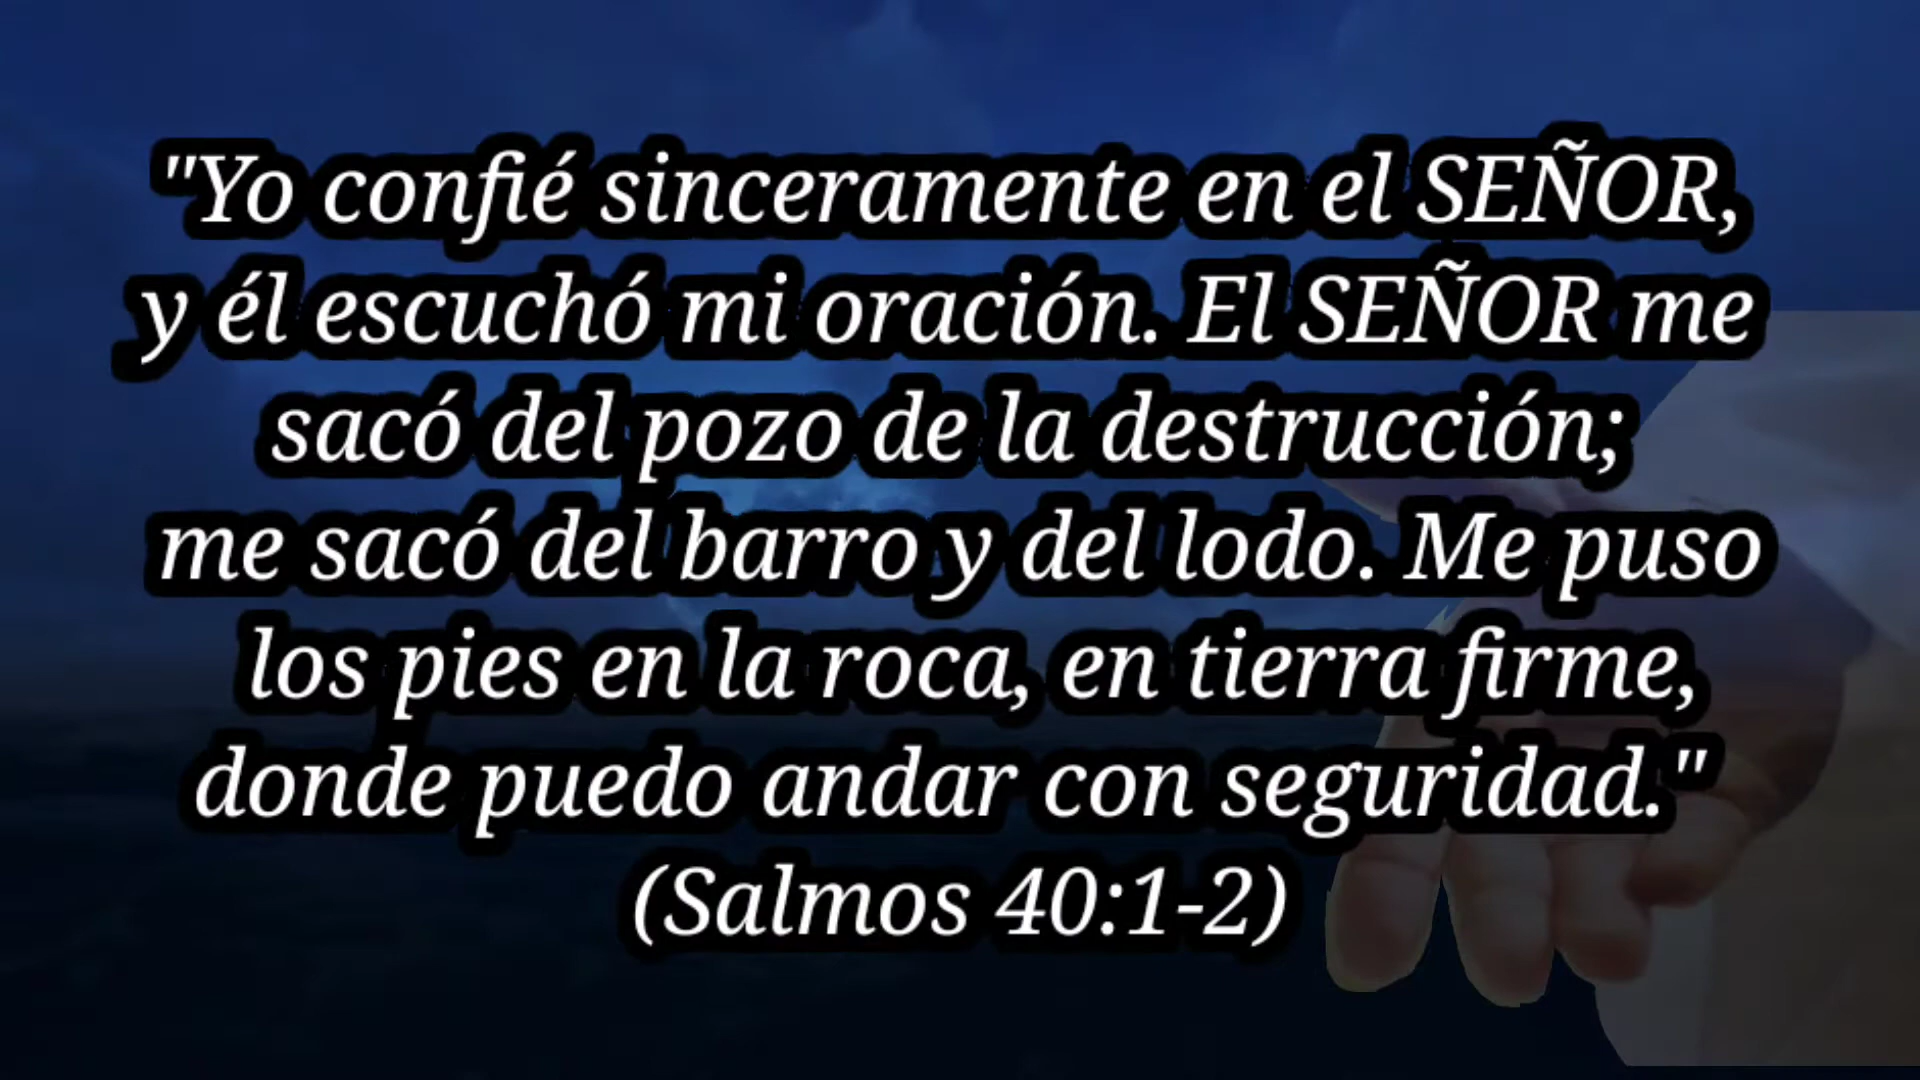 "Yo confié sinceramente en el SEÑOR,
y él escuchó mi oración. El SEÑOR me
sacó del pozo de la destrucción;
me sacó del barro y del lodo. Me puso
los pies en la roca, en tierra firme,
donde puedo andar con seguridad."
(Salmos 40:1-2)